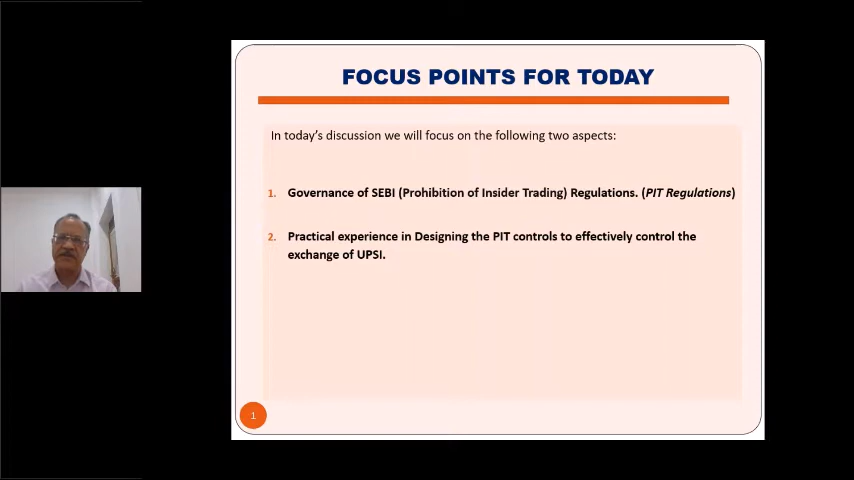 FOCUS POINTS FOR TODAY
In today's discussion we will focus on the following two aspects:
1. Governance of SEBI (Prohibition of Insider Trading) Regulations. (PIT Regulations)
2. Practical experience in Designing the PIT controls to effectively control the
exchange of UPSI.
1